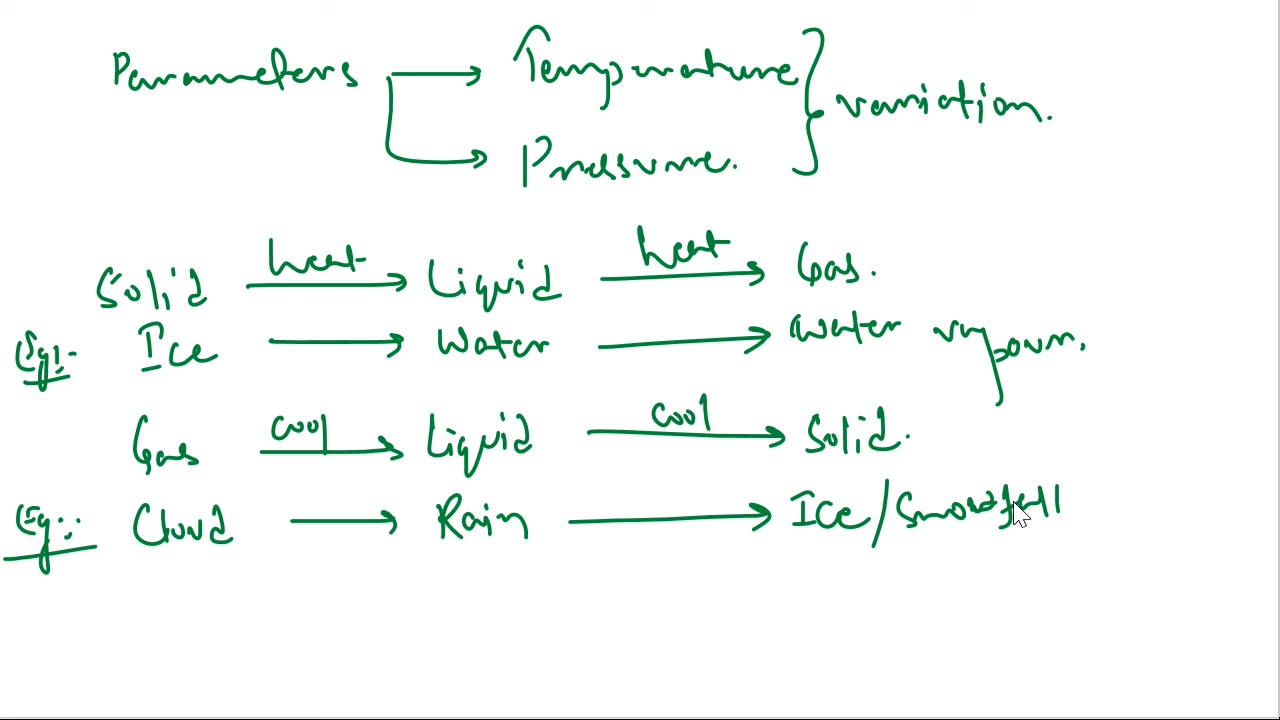 Parameters → Temperature } variation.
→ Pressure.
Solid heat → Liquid heat → Gas.
Eg:- Ice → Water → Water vapour.
Gas cool → Liquid cool → Solid.
Eg:- Cloud → Rain → Ice/Snowfall